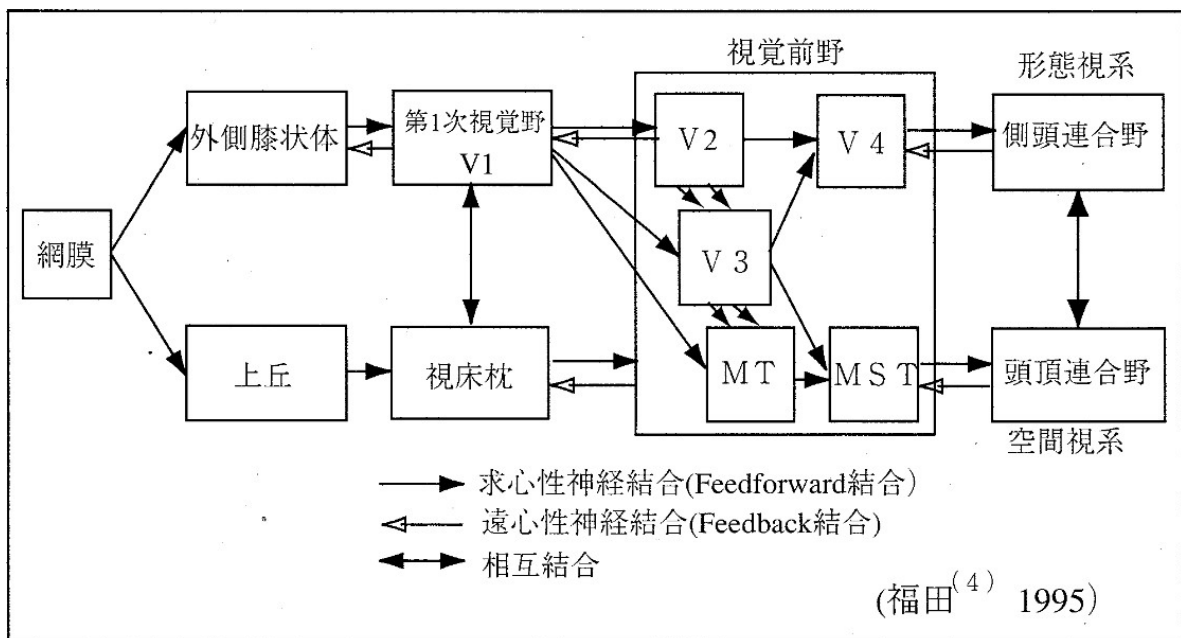 視覚前野
形態視系
外側膝状体
第1次視覚野
V1
V2
V4
側頭連合野
網膜
V3
上丘
視床枕
MT
MST
頭頂連合野
空間視系
求心性神経結合(Feedforward結合)
遠心性神経結合(Feedback結合)
相互結合
(福田(4) 1995)